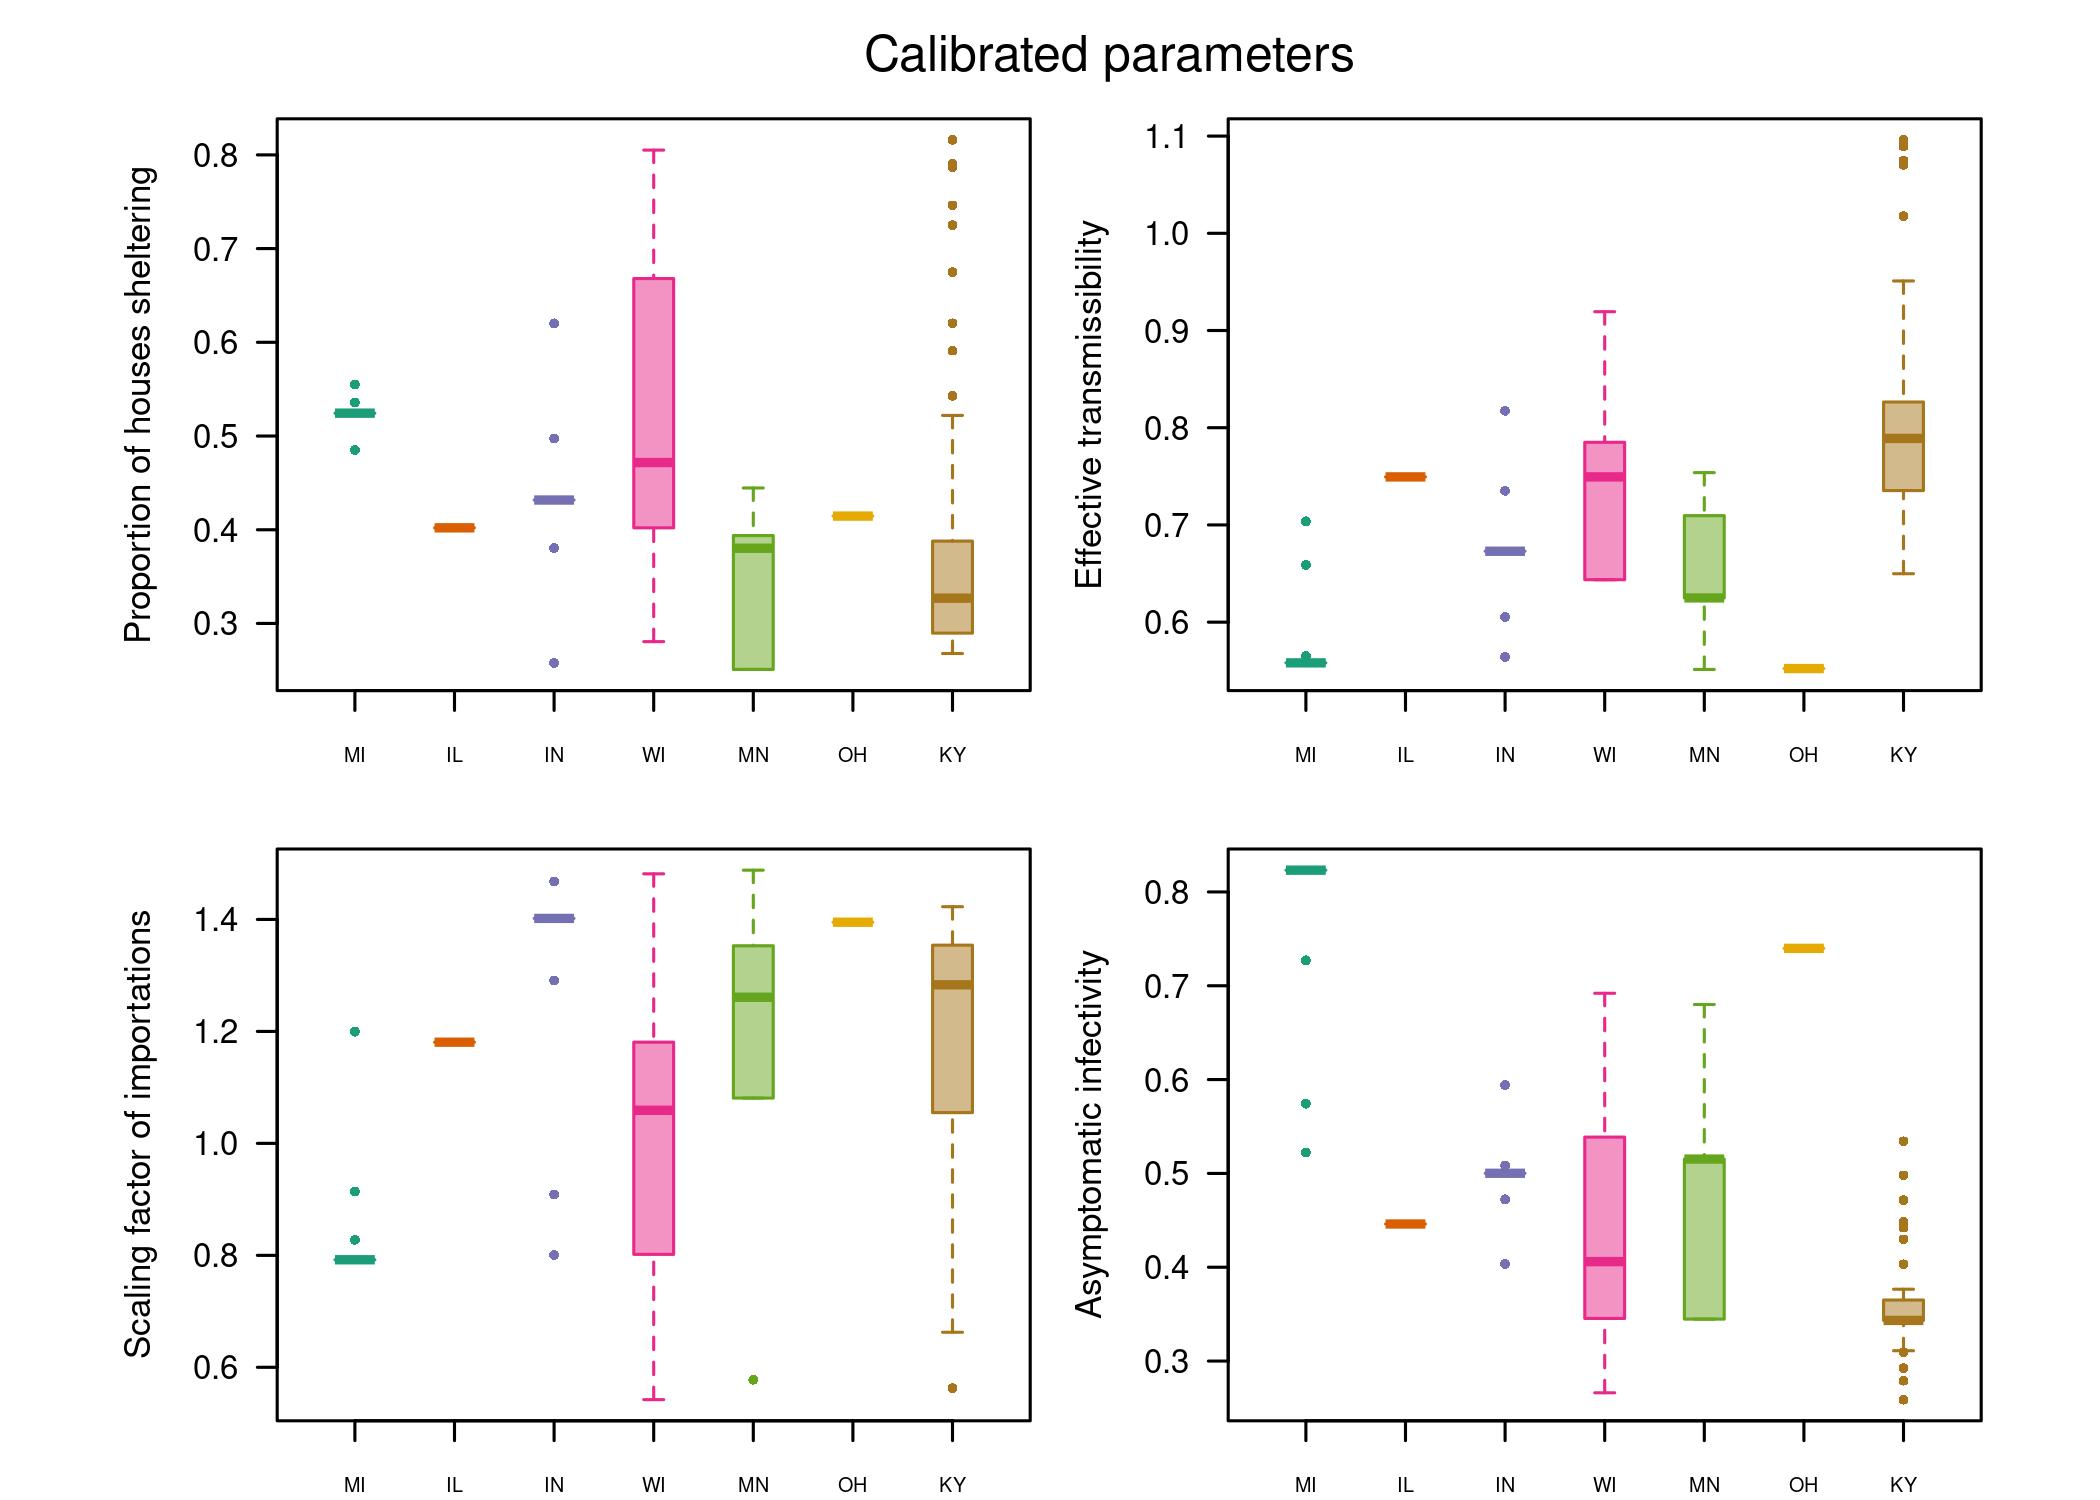 Calibrated parameters
Proportion of houses sheltering
0.8
0.7
0.6
0.5
0.4
0.3
MI IL IN WI MN OH KY
Effective transmissibility
1.1
1.0
0.9
0.8
0.7
0.6
MI IL IN WI MN OH KY
Scaling factor of importations
1.4
1.2
1.0
0.8
0.6
MI IL IN WI MN OH KY
Asymptomatic infectivity
0.8
0.7
0.6
0.5
0.4
0.3
MI IL IN WI MN OH KY